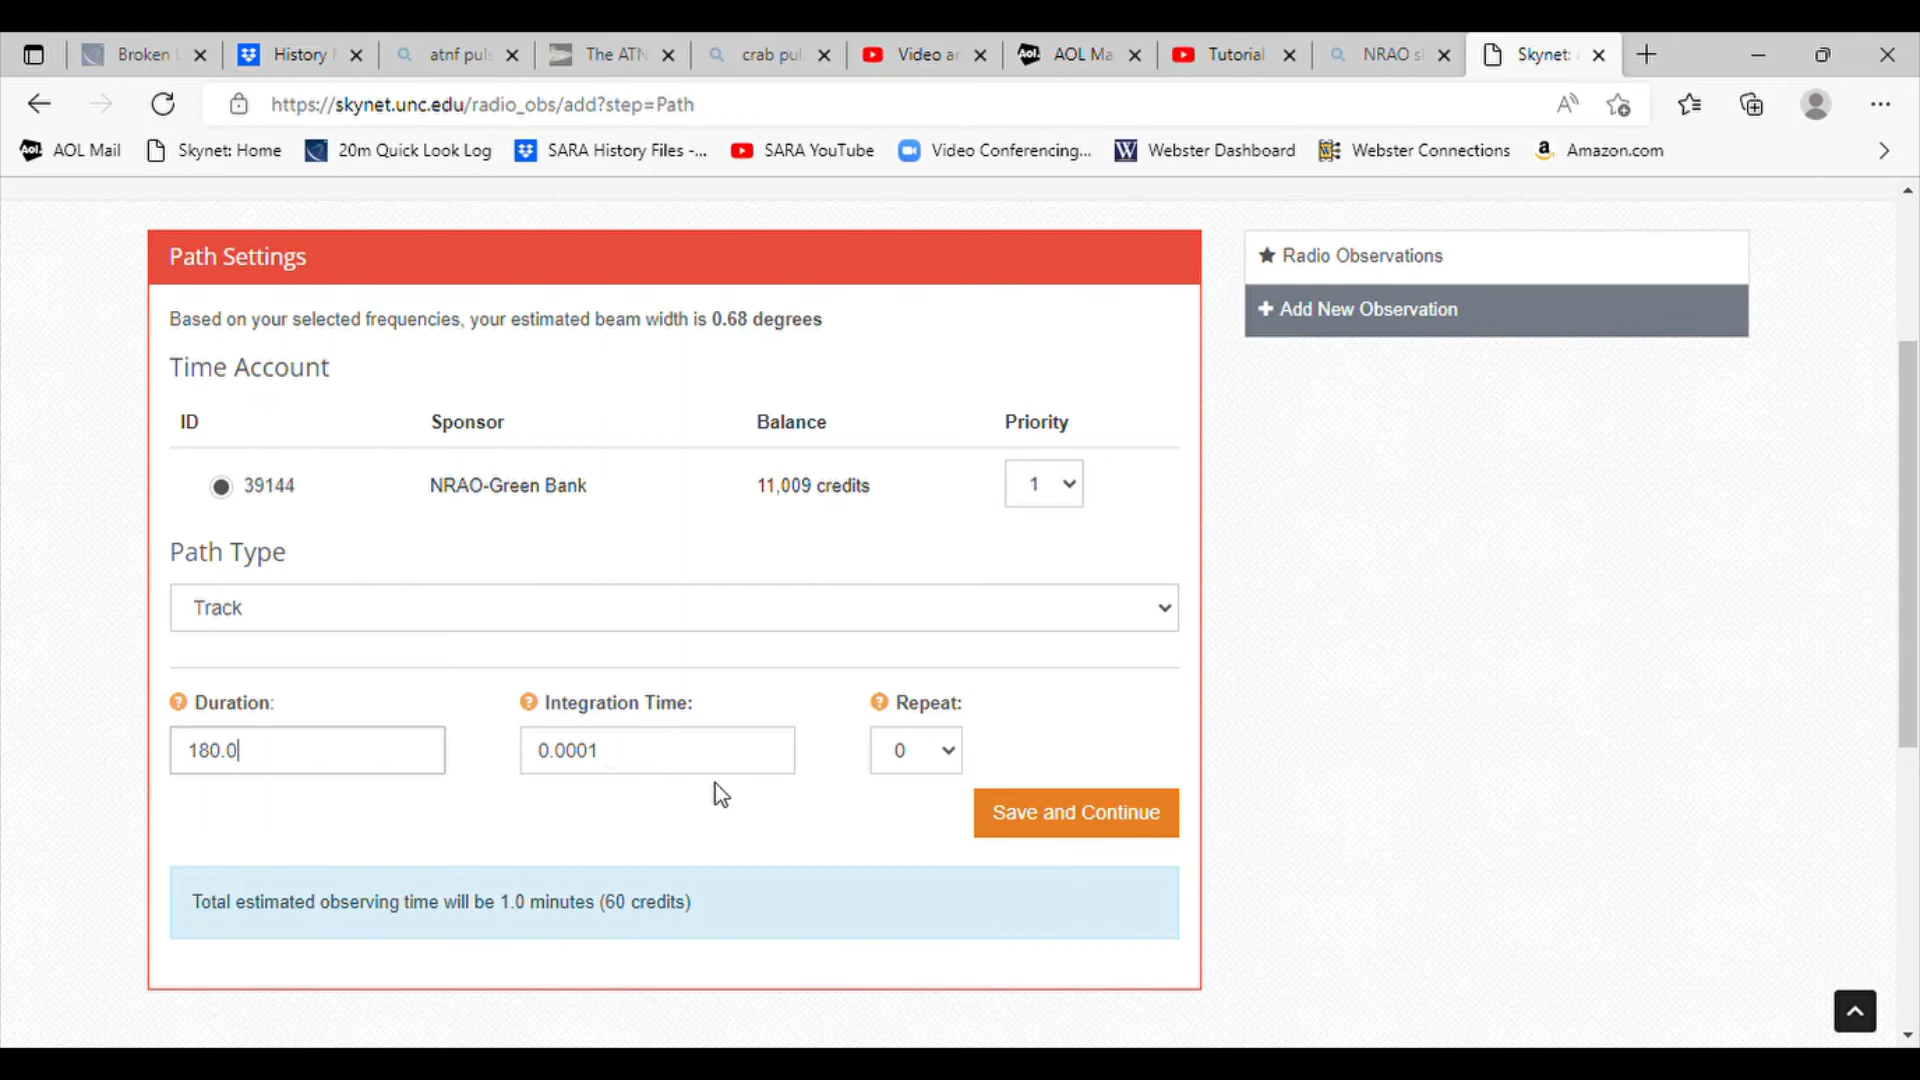 Broken
History F
atnf puls
The ATN
crab pul
Video ar
AOL Ma
Tutorial
NRAO sk
Skynet:
https://skynet.unc.edu/radio_obs/add?step=Path
AOL Mail
Skynet: Home
20m Quick Look Log
SARA History Files -...
SARA YouTube
Video Conferencing...
Webster Dashboard
Webster Connections
Amazon.com
Path Settings
Based on your selected frequencies, your estimated beam width is 0.68 degrees
Time Account
ID Sponsor Balance Priority
39144 NRAO-Green Bank 11,009 credits 1
Path Type
Track
Duration: Integration Time: Repeat:
180.0 0.0001 0
Save and Continue
Total estimated observing time will be 1.0 minutes (60 credits)
Radio Observations
Add New Observation